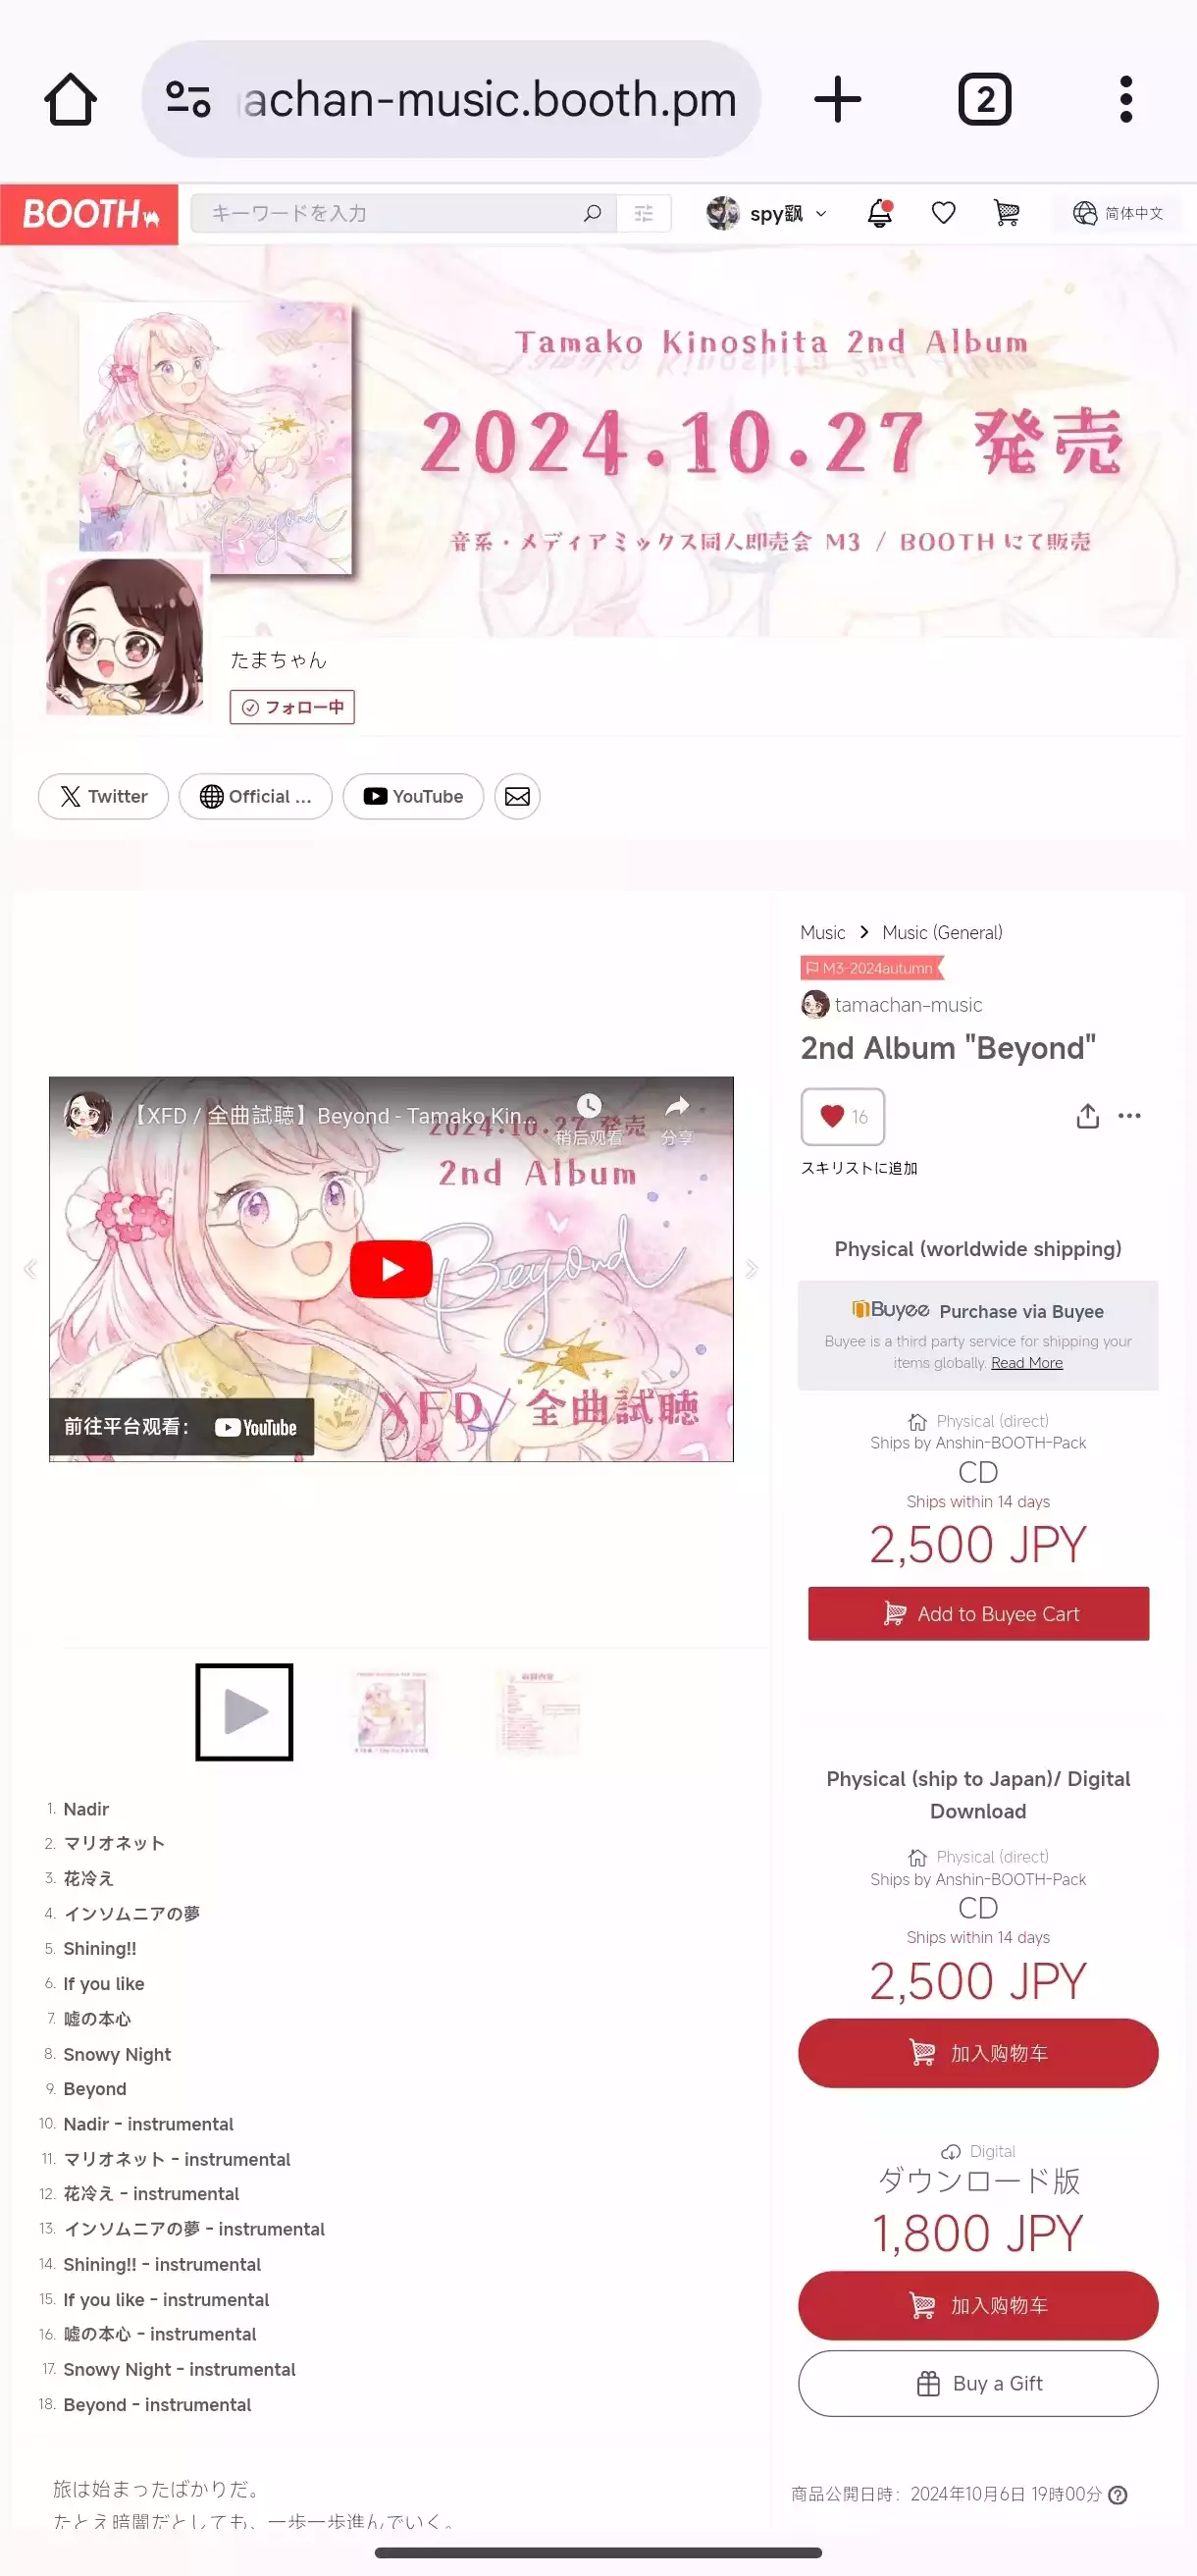 achan-music.booth.pm
2
BOOTH
キーワードを入力
spy飙
简体中文
Tamako Kinoshita 2nd Album
2024.10.27 発売
音系・メディアミックス同人即売会 M3 / BOOTH にて販売
Beyond
たまちゃん
フォロー中
Twitter
Official ...
YouTube
Music > Music (General)
M3-2024autumn
tamachan-music
2nd Album "Beyond"
16
スキリストに追加
【XFD / 全曲試聴】Beyond - Tamako Kin...
稍后观看
分享
2024.10.27 発売
2nd Album
Beyond
XFD / 全曲試聴
前往平台观看： YouTube
Physical (worldwide shipping)
Buyee Purchase via Buyee
Buyee is a third party service for shipping your
items globally. Read More
Physical (direct)
Ships by Anshin-BOOTH-Pack
CD
Ships within 14 days
2,500 JPY
Add to Buyee Cart
Physical (ship to Japan)/ Digital
Download
Physical (direct)
Ships by Anshin-BOOTH-Pack
CD
Ships within 14 days
2,500 JPY
加入购物车
Digital
ダウンロード版
1,800 JPY
加入购物车
Buy a Gift
商品公開日時：2024年10月6日 19時00分
1. Nadir
2. マリオネット
3. 花冷え
4. インソムニアの夢
5. Shining!!
6. If you like
7. 嘘の本心
8. Snowy Night
9. Beyond
10. Nadir - instrumental
11. マリオネット - instrumental
12. 花冷え - instrumental
13. インソムニアの夢 - instrumental
14. Shining!! - instrumental
15. If you like - instrumental
16. 嘘の本心 - instrumental
17. Snowy Night - instrumental
18. Beyond - instrumental
旅は始まったばかりだ。
たとえ暗闇だとしても、一歩一歩進んでいく。